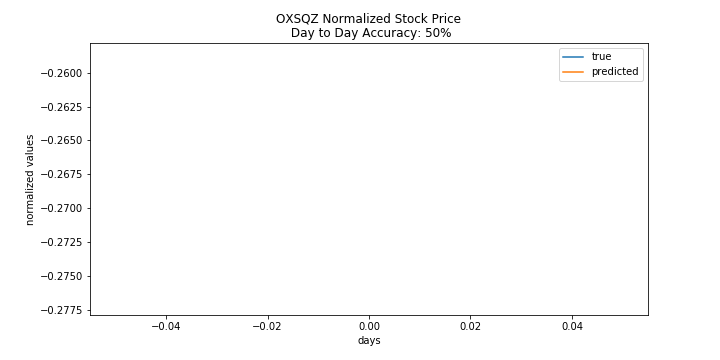 OXSQZ Normalized Stock Price
Day to Day Accuracy: 50%
true
predicted
normalized values
−0.2600
−0.2625
−0.2650
−0.2675
−0.2700
−0.2725
−0.2750
−0.2775
−0.04
−0.02
0.00
0.02
0.04
days